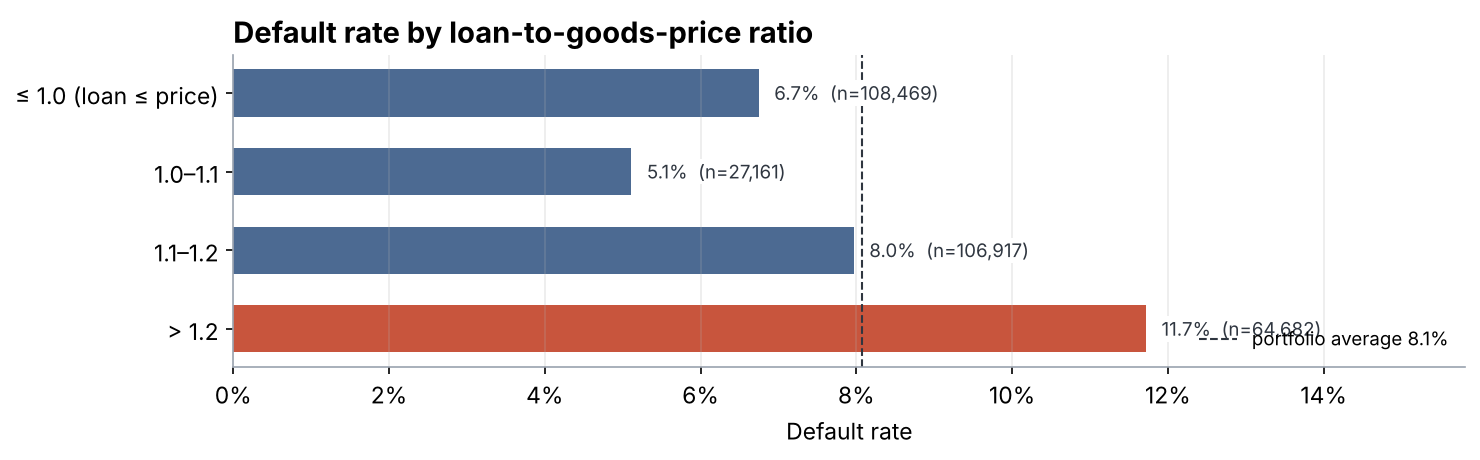 Default rate by loan-to-goods-price ratio
≤ 1.0 (loan ≤ price)
6.7% (n=108,469)
1.0–1.1
5.1% (n=27,161)
1.1–1.2
8.0% (n=106,917)
> 1.2
11.7% (n=64,682)
portfolio average 8.1%
0% 2% 4% 6% 8% 10% 12% 14%
Default rate